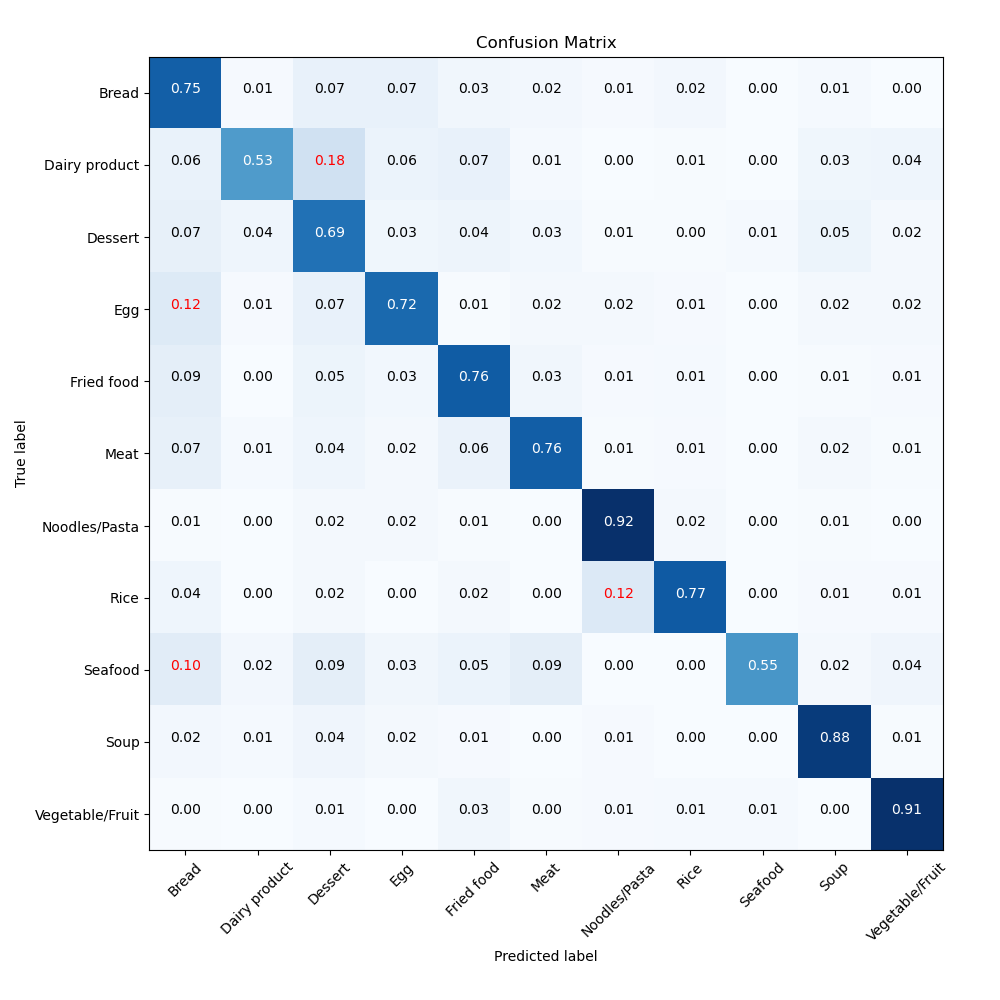 Confusion Matrix
Bread 0.75 0.01 0.07 0.07 0.03 0.02 0.01 0.02 0.00 0.01 0.00
Dairy product 0.06 0.53 0.18 0.06 0.07 0.01 0.00 0.01 0.00 0.03 0.04
Dessert 0.07 0.04 0.69 0.03 0.04 0.03 0.01 0.00 0.01 0.05 0.02
Egg 0.12 0.01 0.07 0.72 0.01 0.02 0.02 0.01 0.00 0.02 0.02
Fried food 0.09 0.00 0.05 0.03 0.76 0.03 0.01 0.01 0.00 0.01 0.01
Meat 0.07 0.01 0.04 0.02 0.06 0.76 0.01 0.01 0.00 0.02 0.01
Noodles/Pasta 0.01 0.00 0.02 0.02 0.01 0.00 0.92 0.02 0.00 0.01 0.00
Rice 0.04 0.00 0.02 0.00 0.02 0.00 0.12 0.77 0.00 0.01 0.01
Seafood 0.10 0.02 0.09 0.03 0.05 0.09 0.00 0.00 0.55 0.02 0.04
Soup 0.02 0.01 0.04 0.02 0.01 0.00 0.01 0.00 0.00 0.88 0.01
Vegetable/Fruit 0.00 0.00 0.01 0.00 0.03 0.00 0.01 0.01 0.01 0.00 0.91
True label
Bread Dairy product Dessert Egg Fried food Meat Noodles/Pasta Rice Seafood Soup Vegetable/Fruit
Predicted label